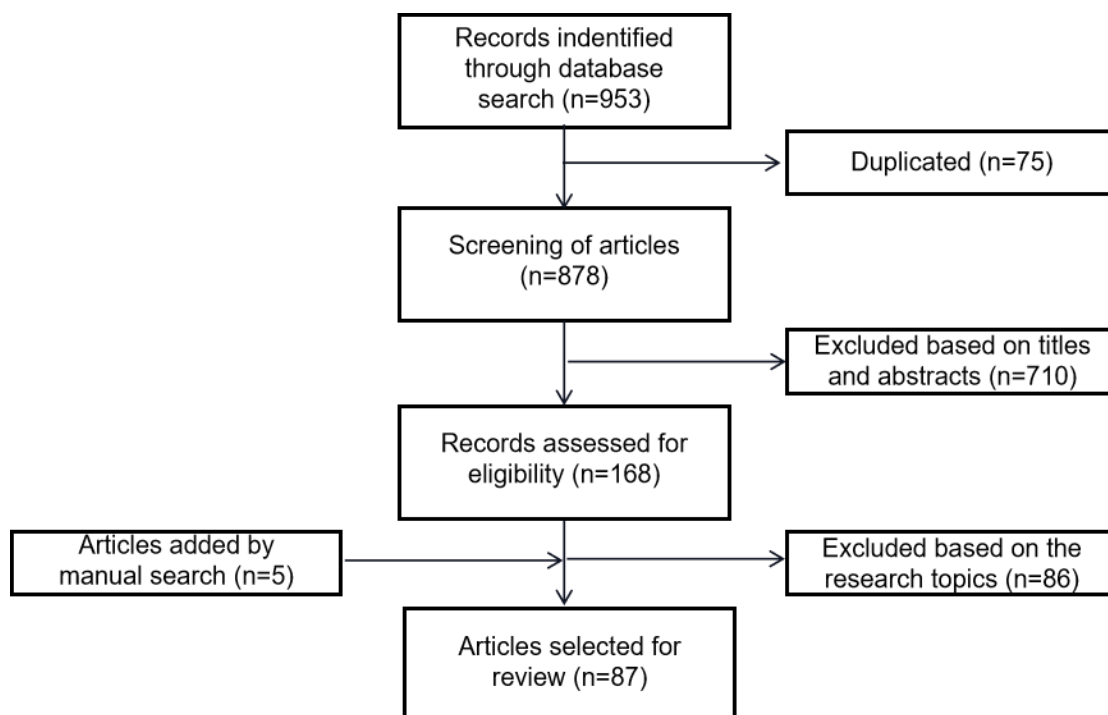 Records indentified
through database
search (n=953)
Duplicated (n=75)
Screening of articles
(n=878)
Excluded based on titles
and abstracts (n=710)
Records assessed for
eligibility (n=168)
Articles added by
manual search (n=5)
Excluded based on the
research topics (n=86)
Articles selected for
review (n=87)